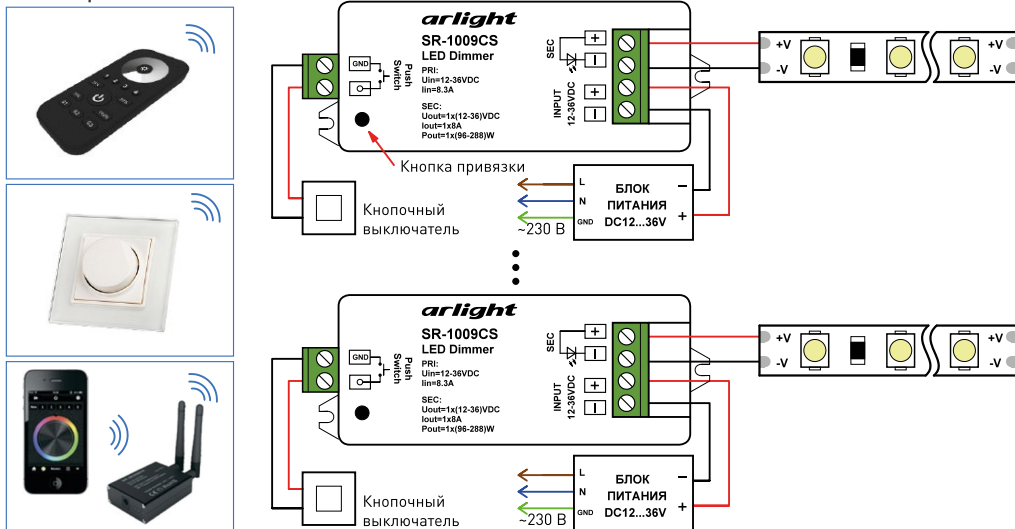 arlight
SR-1009CS
LED Dimmer
PRI:
Uin=12-36VDC
Iin=8.3A
SEC:
Uout=1x(12-36)VDC
Iout=1x8A
Pout=1x(96-288)W
GND
Push
Switch
SEC
+
–
INPUT
12-36VDC
+
–
+V
-V
+V
-V
Кнопка привязки
Кнопочный
выключатель
L
N
GND
~230 В
БЛОК
ПИТАНИЯ
DC12...36V
–
+
arlight
SR-1009CS
LED Dimmer
PRI:
Uin=12-36VDC
Iin=8.3A
SEC:
Uout=1x(12-36)VDC
Iout=1x8A
Pout=1x(96-288)W
GND
Push
Switch
SEC
+
–
INPUT
12-36VDC
+
–
+V
-V
+V
-V
Кнопочный
выключатель
L
N
GND
~230 В
БЛОК
ПИТАНИЯ
DC12...36V
–
+